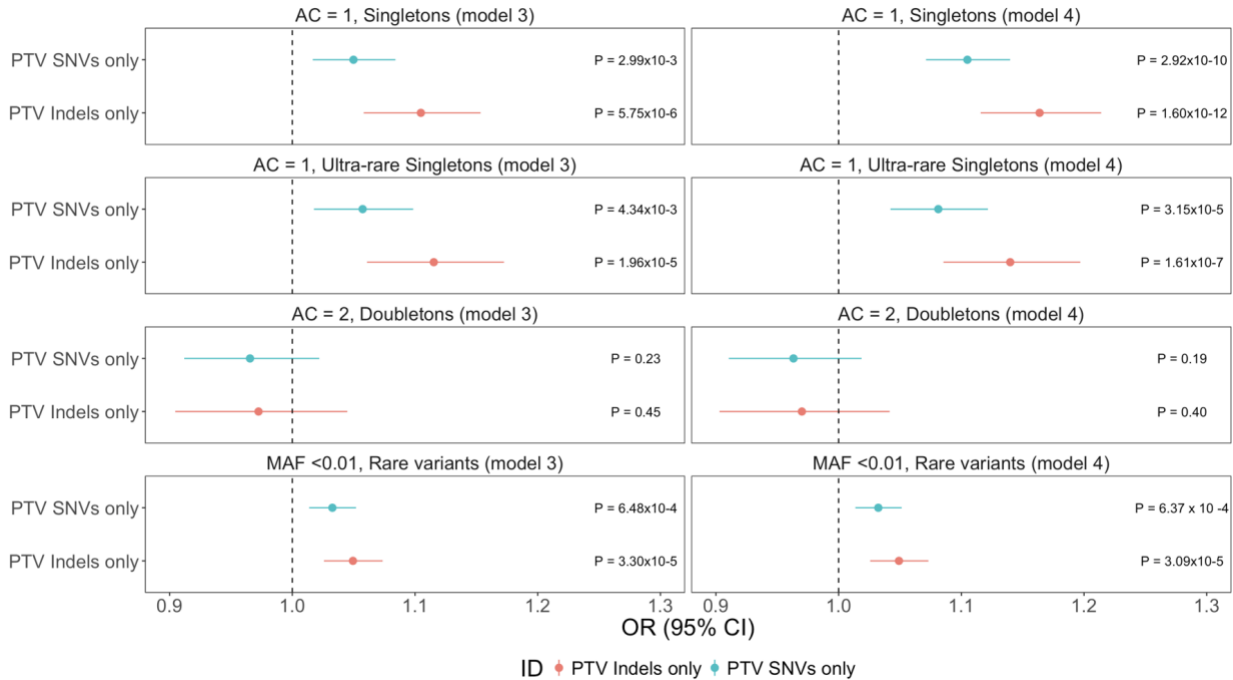 AC = 1, Singletons (model 3)
AC = 1, Singletons (model 4)
PTV SNVs only
P = 2.99x10-3
P = 2.92x10-10
PTV Indels only
P = 5.75x10-6
P = 1.60x10-12
AC = 1, Ultra-rare Singletons (model 3)
AC = 1, Ultra-rare Singletons (model 4)
PTV SNVs only
P = 4.34x10-3
P = 3.15x10-5
PTV Indels only
P = 1.96x10-5
P = 1.61x10-7
AC = 2, Doubletons (model 3)
AC = 2, Doubletons (model 4)
PTV SNVs only
P = 0.23
P = 0.19
PTV Indels only
P = 0.45
P = 0.40
MAF <0.01, Rare variants (model 3)
MAF <0.01, Rare variants (model 4)
PTV SNVs only
P = 6.48x10-4
P = 6.37 x 10 -4
PTV Indels only
P = 3.30x10-5
P = 3.09x10-5
0.9 1.0 1.1 1.2 1.3
0.9 1.0 1.1 1.2 1.3
OR (95% CI)
ID PTV Indels only PTV SNVs only